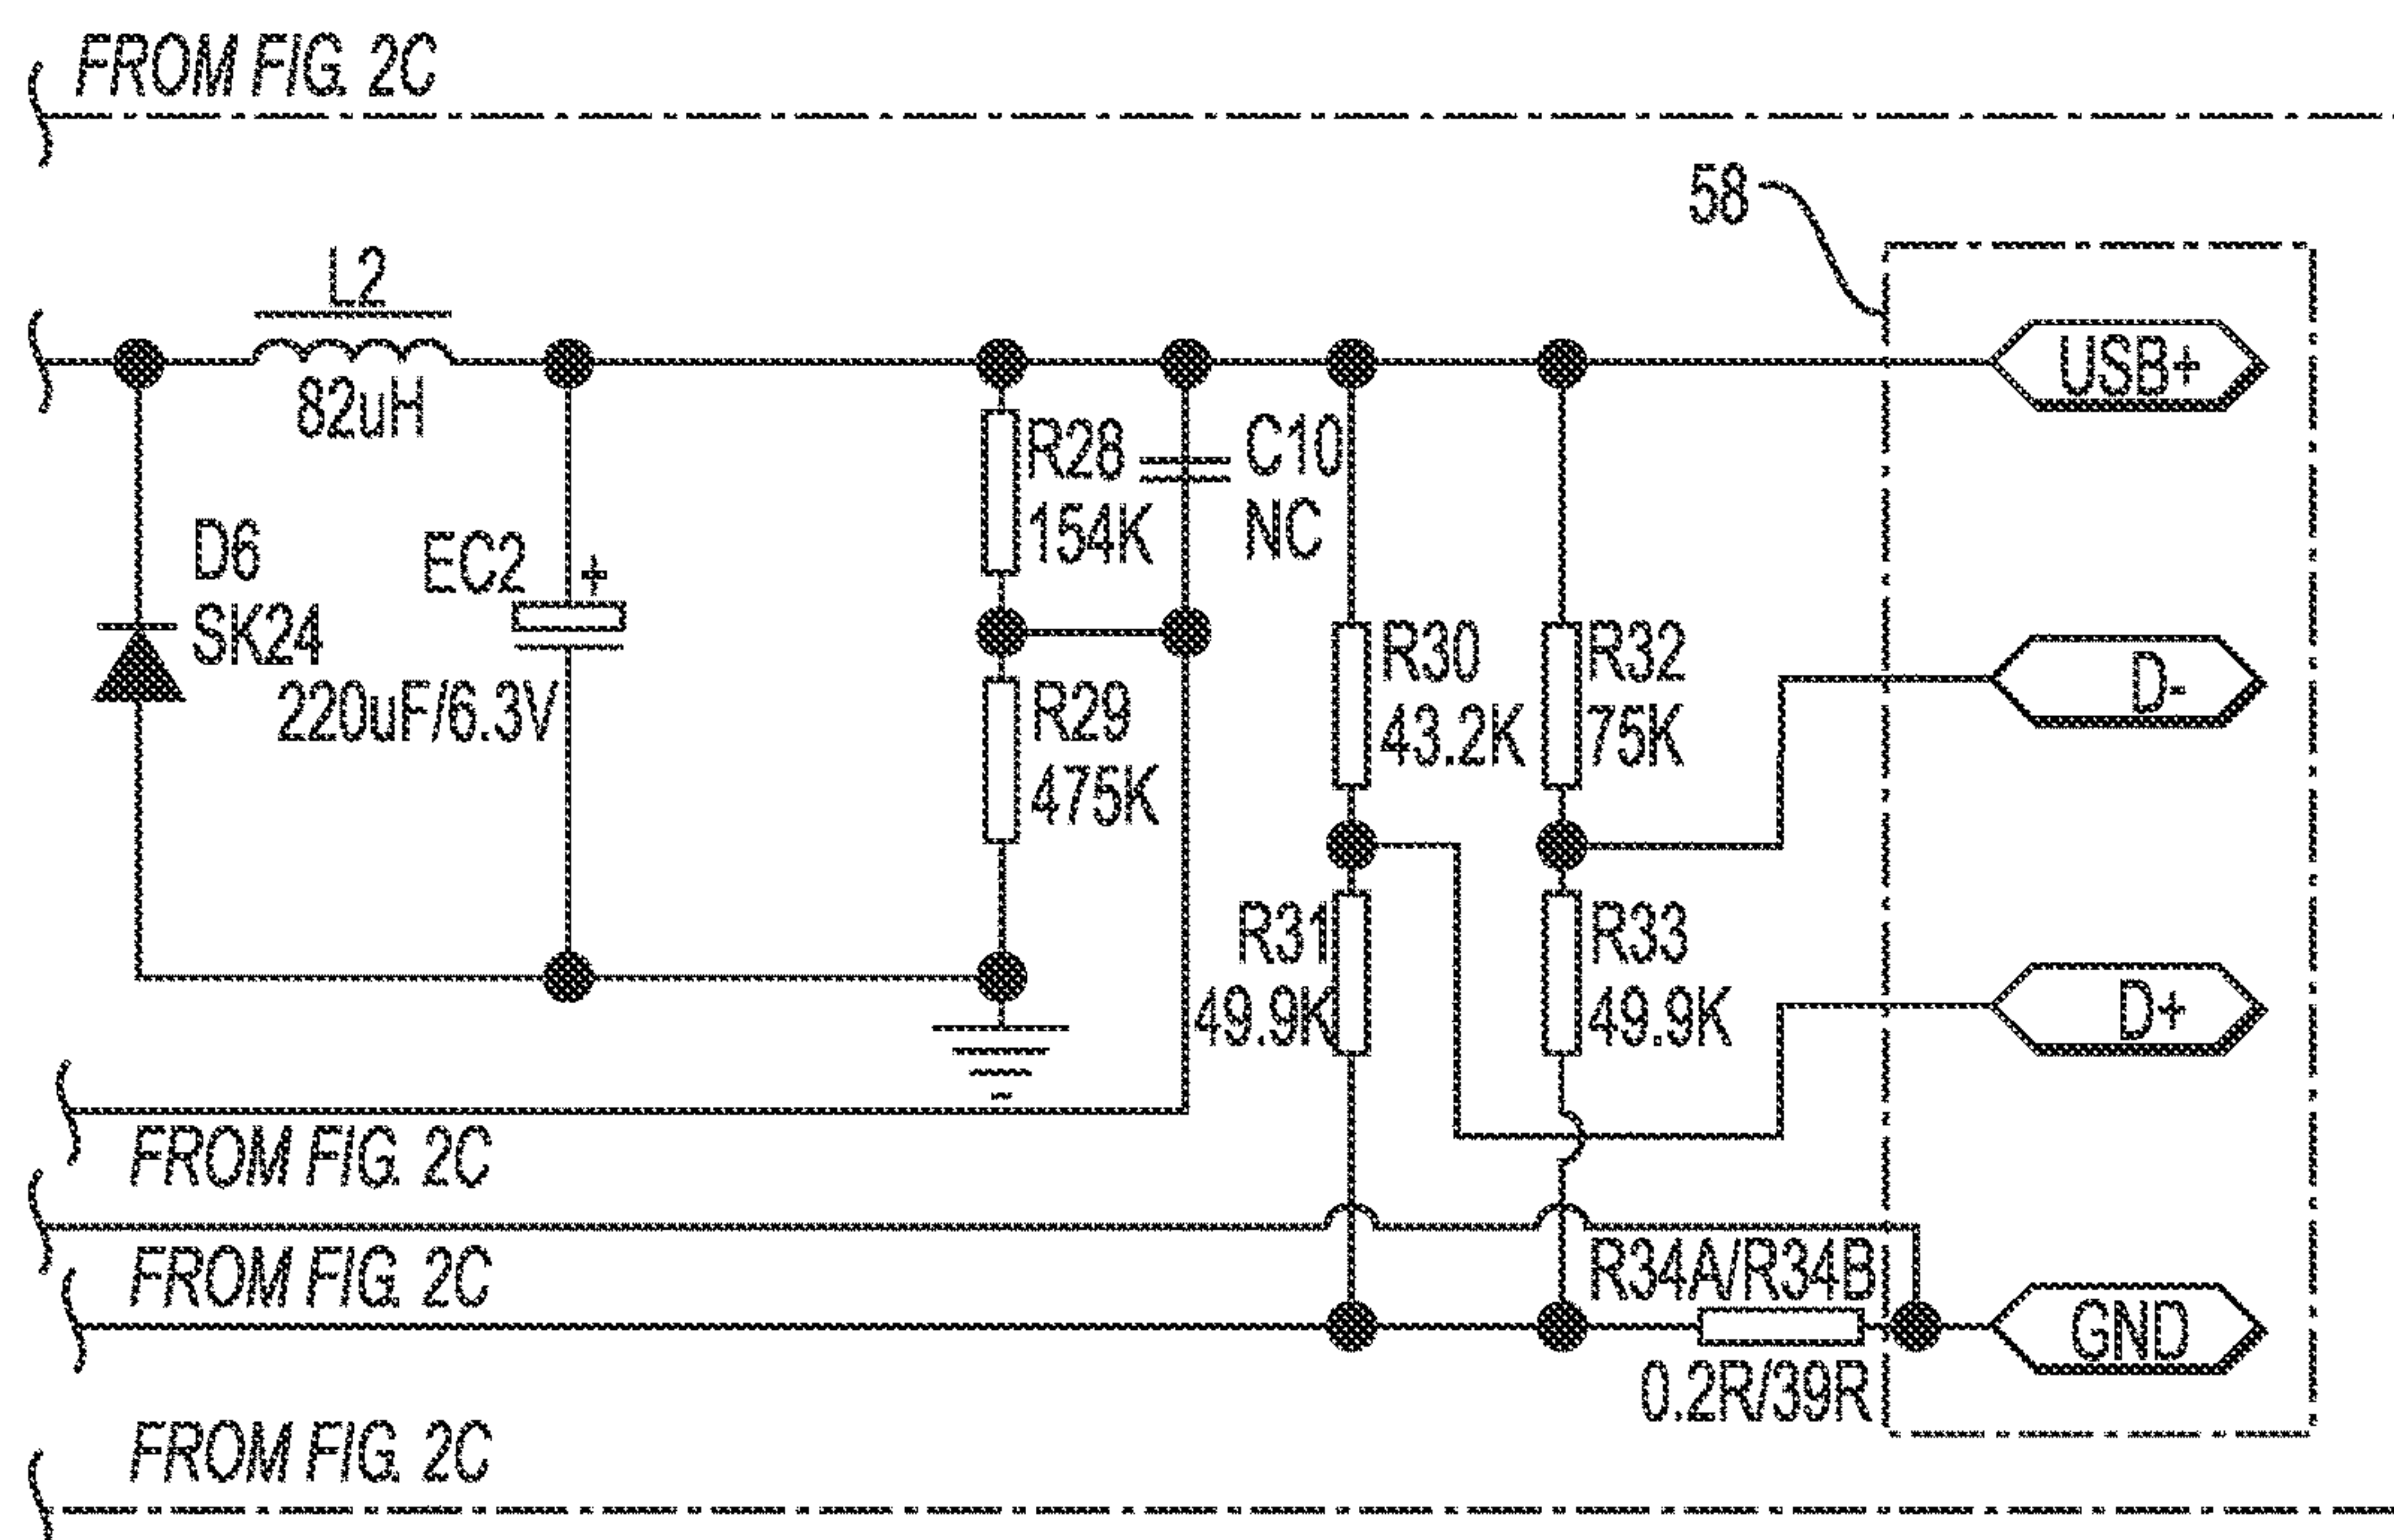 FROM FIG. 2C
58
L2
82uH
USB+
R28
154K
C10
NC
D6
SK24
EC2
+
220uF/6.3V
R30
43.2K
R32
75K
D-
R29
475K
R31
49.9K
R33
49.9K
D+
FROM FIG. 2C
FROM FIG. 2C
R34A/R34B
0.2R/39R
GND
FROM FIG. 2C